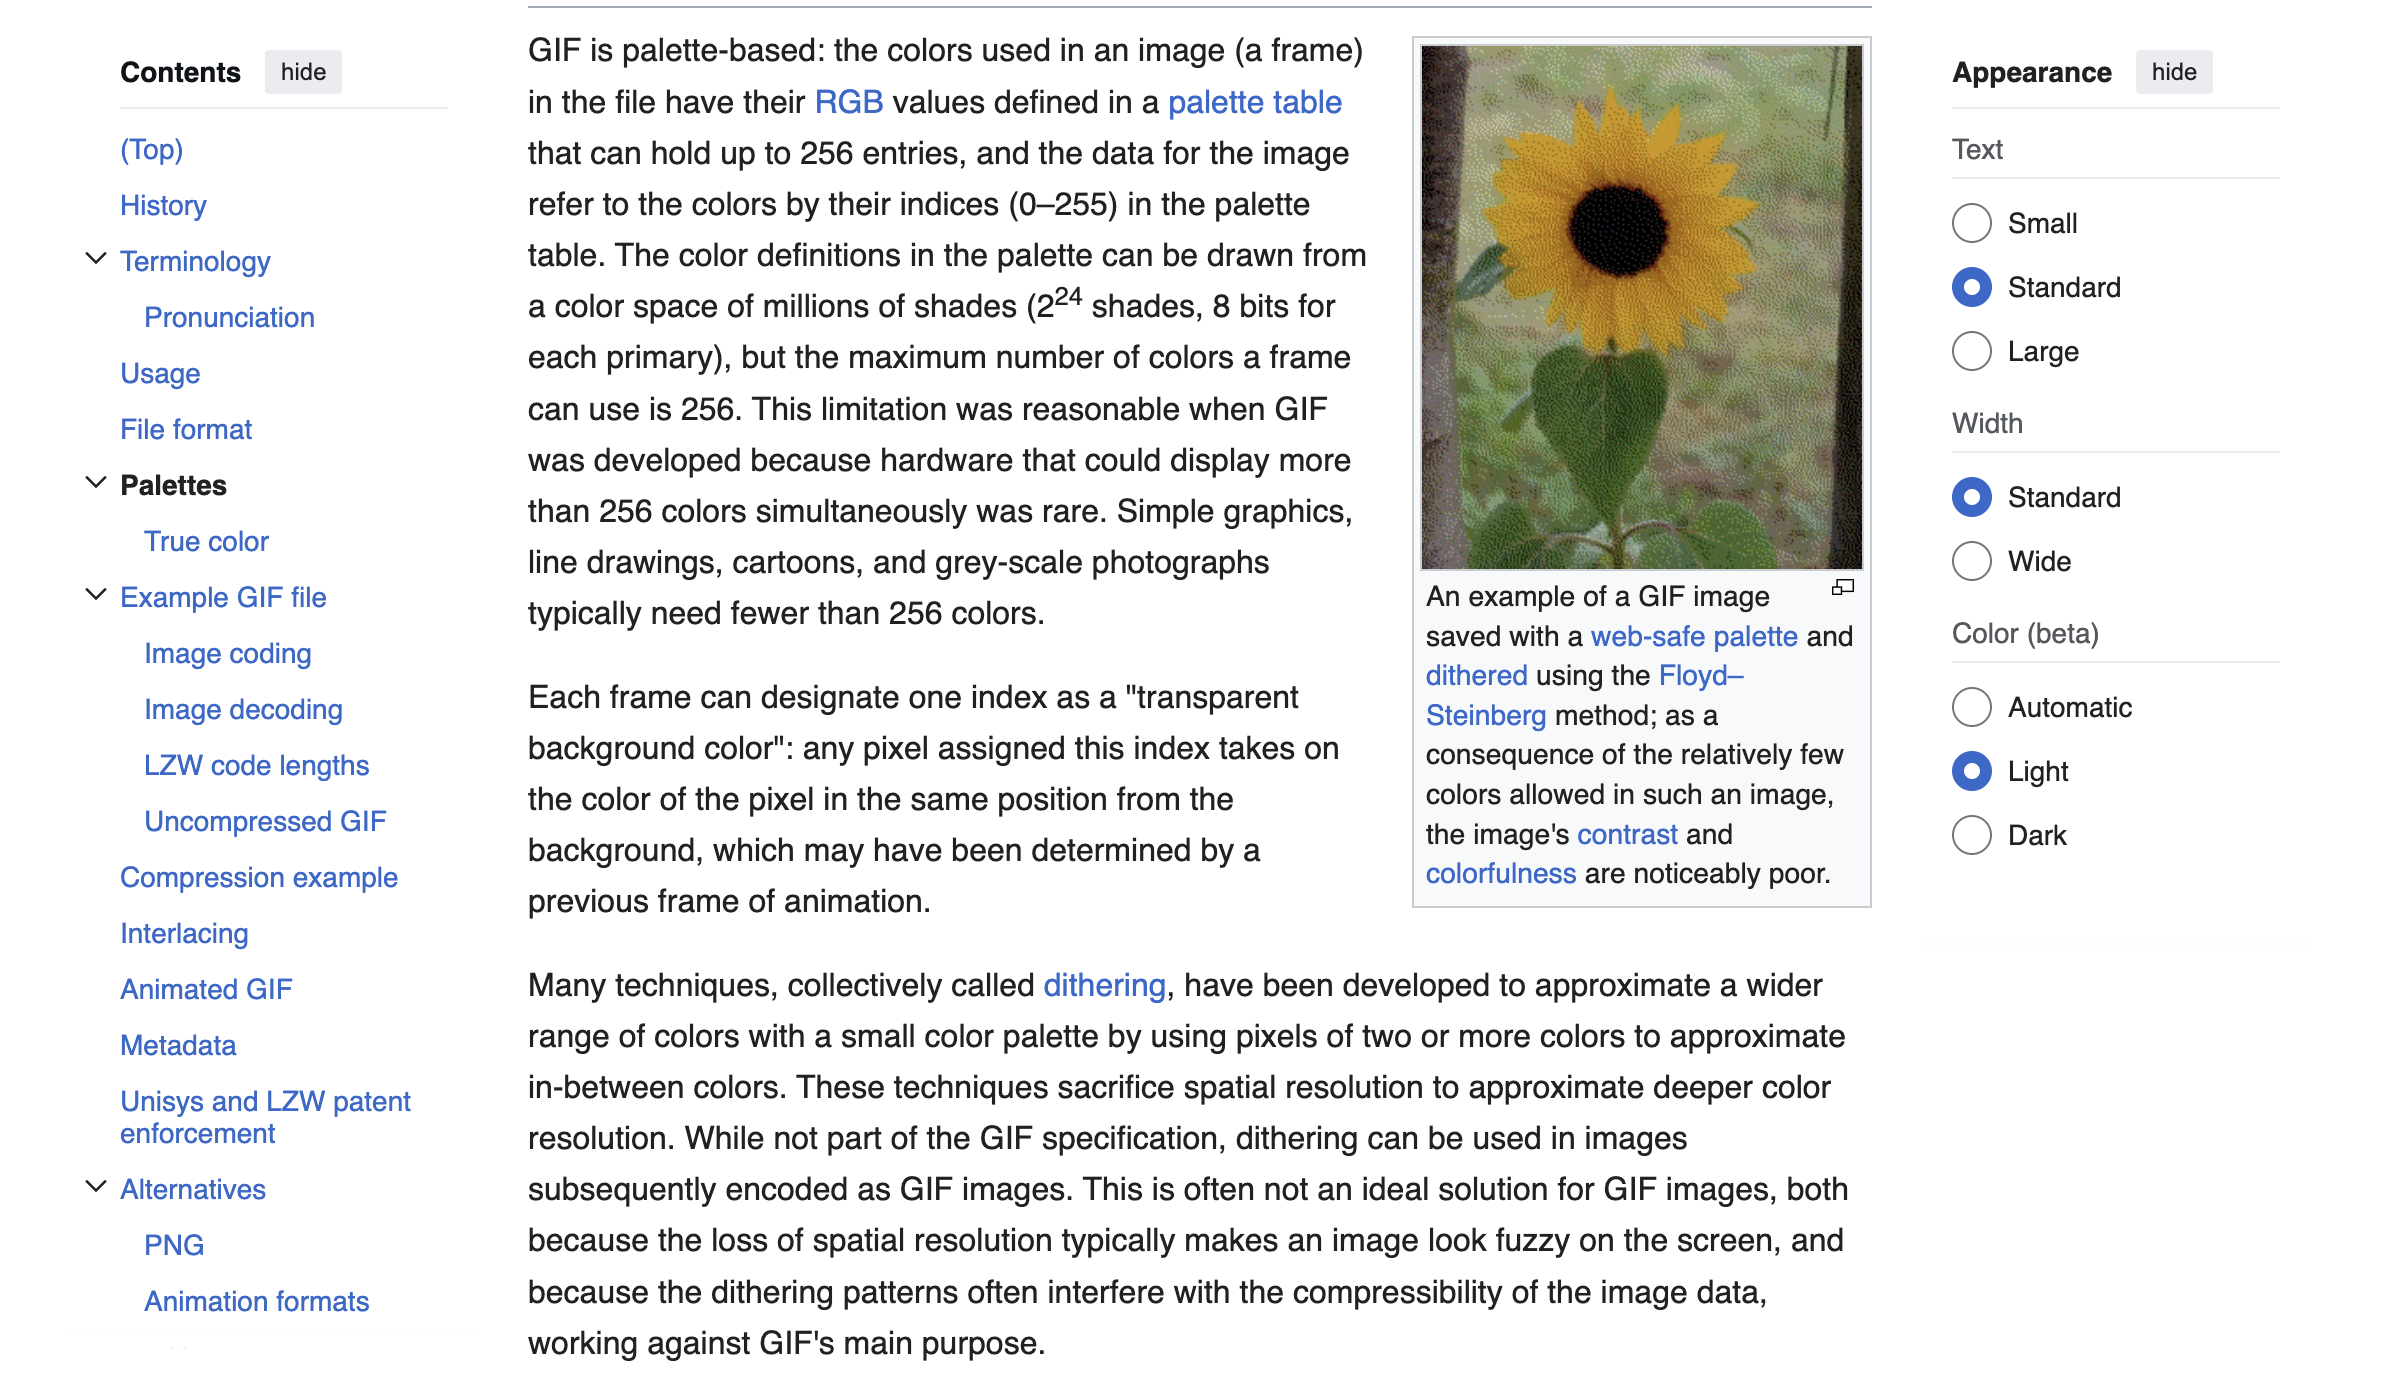 Contents hide
(Top)
History
Terminology
Pronunciation
Usage
File format
Palettes
True color
Example GIF file
Image coding
Image decoding
LZW code lengths
Uncompressed GIF
Compression example
Interlacing
Animated GIF
Metadata
Unisys and LZW patent
enforcement
Alternatives
PNG
Animation formats
GIF is palette-based: the colors used in an image (a frame)
in the file have their RGB values defined in a palette table
that can hold up to 256 entries, and the data for the image
refer to the colors by their indices (0–255) in the palette
table. The color definitions in the palette can be drawn from
a color space of millions of shades (2²⁴ shades, 8 bits for
each primary), but the maximum number of colors a frame
can use is 256. This limitation was reasonable when GIF
was developed because hardware that could display more
than 256 colors simultaneously was rare. Simple graphics,
line drawings, cartoons, and grey-scale photographs
typically need fewer than 256 colors.
Each frame can designate one index as a "transparent
background color": any pixel assigned this index takes on
the color of the pixel in the same position from the
background, which may have been determined by a
previous frame of animation.
An example of a GIF image
saved with a web-safe palette and
dithered using the Floyd–
Steinberg method; as a
consequence of the relatively few
colors allowed in such an image,
the image's contrast and
colorfulness are noticeably poor.
Many techniques, collectively called dithering, have been developed to approximate a wider
range of colors with a small color palette by using pixels of two or more colors to approximate
in-between colors. These techniques sacrifice spatial resolution to approximate deeper color
resolution. While not part of the GIF specification, dithering can be used in images
subsequently encoded as GIF images. This is often not an ideal solution for GIF images, both
because the loss of spatial resolution typically makes an image look fuzzy on the screen, and
because the dithering patterns often interfere with the compressibility of the image data,
working against GIF's main purpose.
Appearance hide
Text
Small
Standard
Large
Width
Standard
Wide
Color (beta)
Automatic
Light
Dark